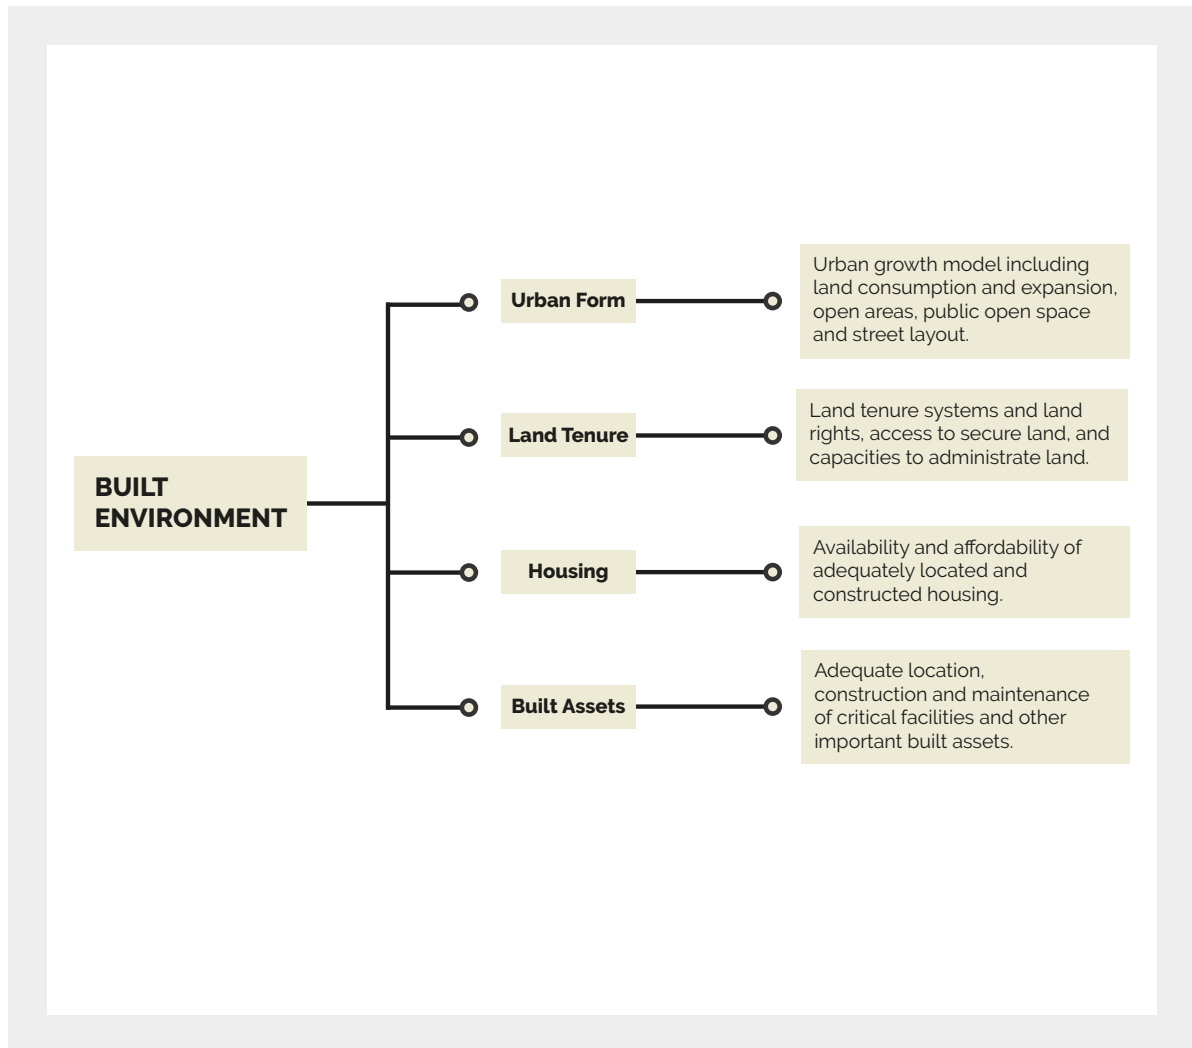 BUILT
ENVIRONMENT
Urban Form
Urban growth model including
land consumption and expansion,
open areas, public open space
and street layout.
Land Tenure
Land tenure systems and land
rights, access to secure land, and
capacities to administrate land.
Housing
Availability and affordability of
adequately located and
constructed housing.
Built Assets
Adequate location,
construction and maintenance
of critical facilities and other
important built assets.